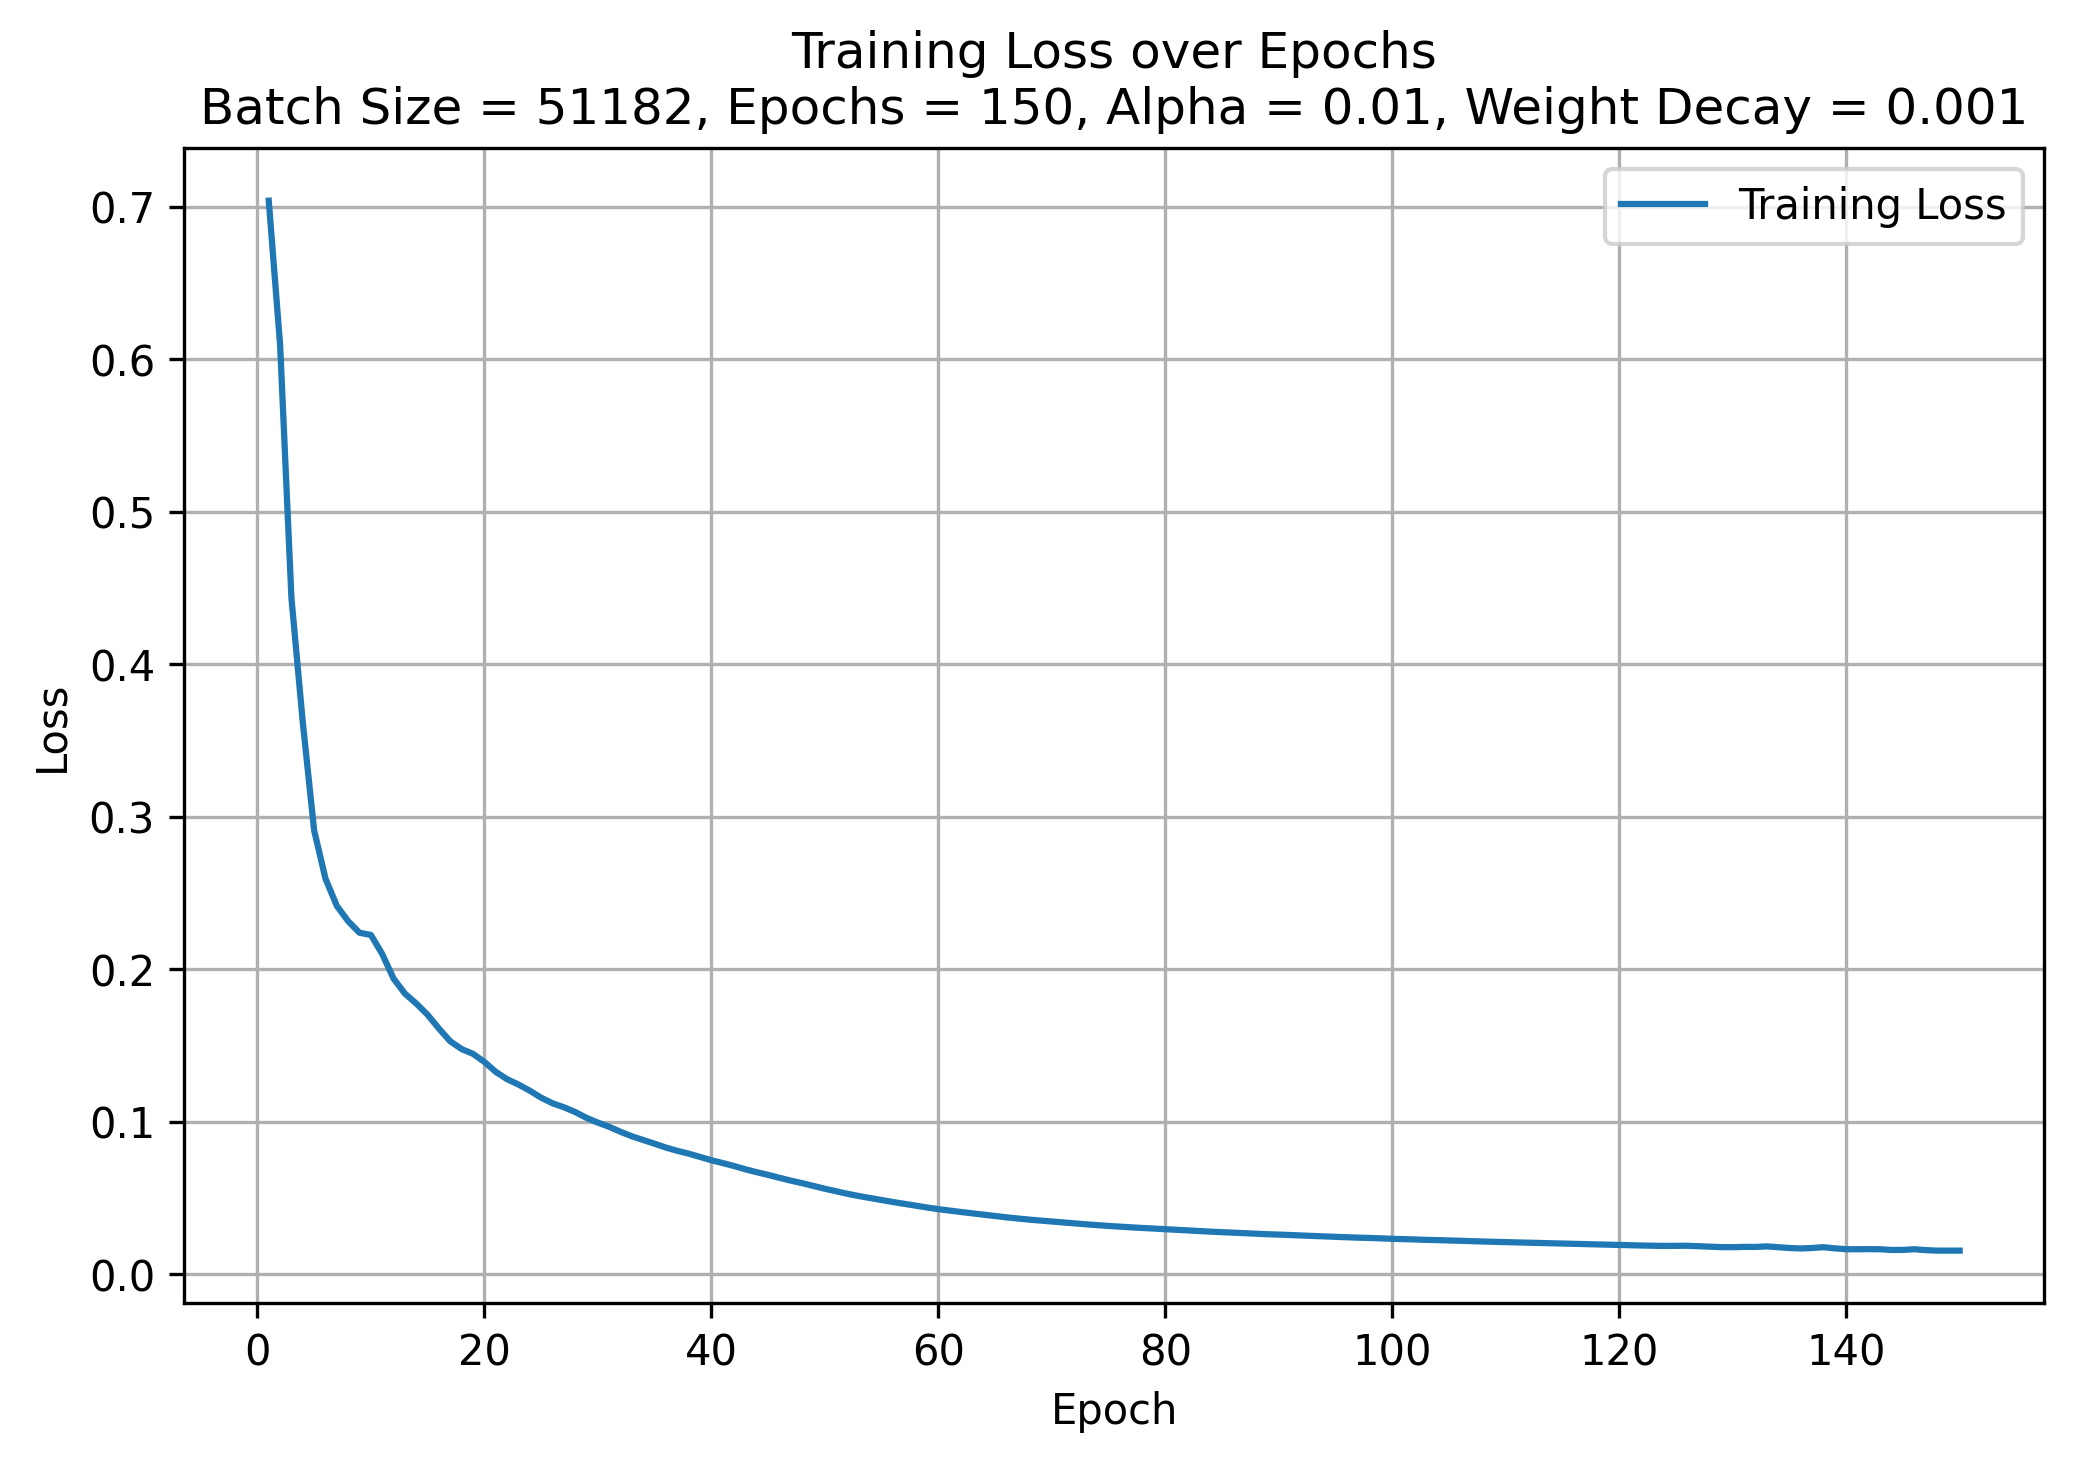 Training Loss over Epochs
Batch Size = 51182, Epochs = 150, Alpha = 0.01, Weight Decay = 0.001
Training Loss
0.7
0.6
0.5
0.4
0.3
0.2
0.1
0.0
Loss
0 20 40 60 80 100 120 140
Epoch